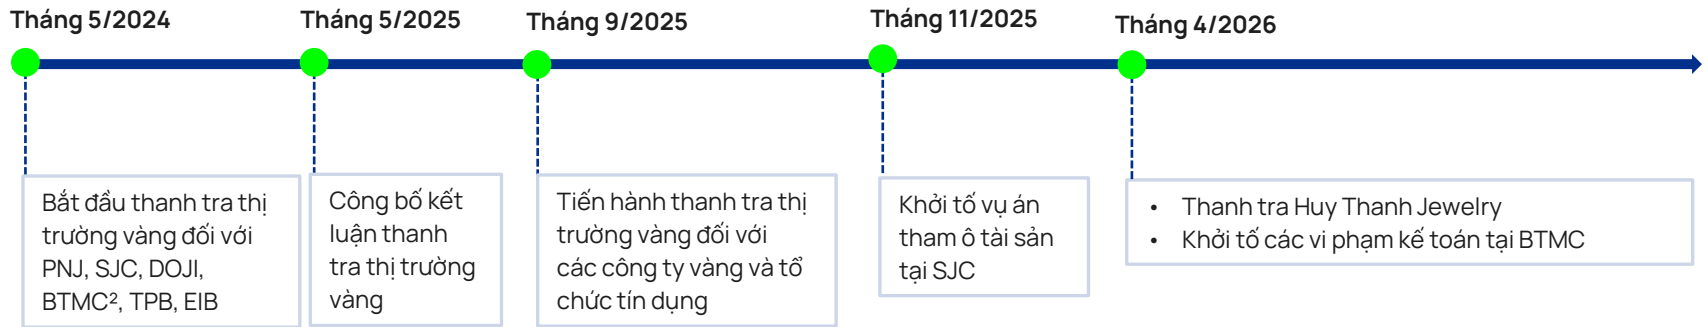 Tháng 5/2024
Tháng 5/2025
Tháng 9/2025
Tháng 11/2025
Tháng 4/2026
Bắt đầu thanh tra thị
trường vàng đối với
PNJ, SJC, DOJI,
BTMC², TPB, EIB
Công bố kết
luận thanh
tra thị trường
vàng
Tiến hành thanh tra thị
trường vàng đối với
các công ty vàng và tổ
chức tín dụng
Khởi tố vụ án
tham ô tài sản
tại SJC
• Thanh tra Huy Thanh Jewelry
• Khởi tố các vi phạm kế toán tại BTMC